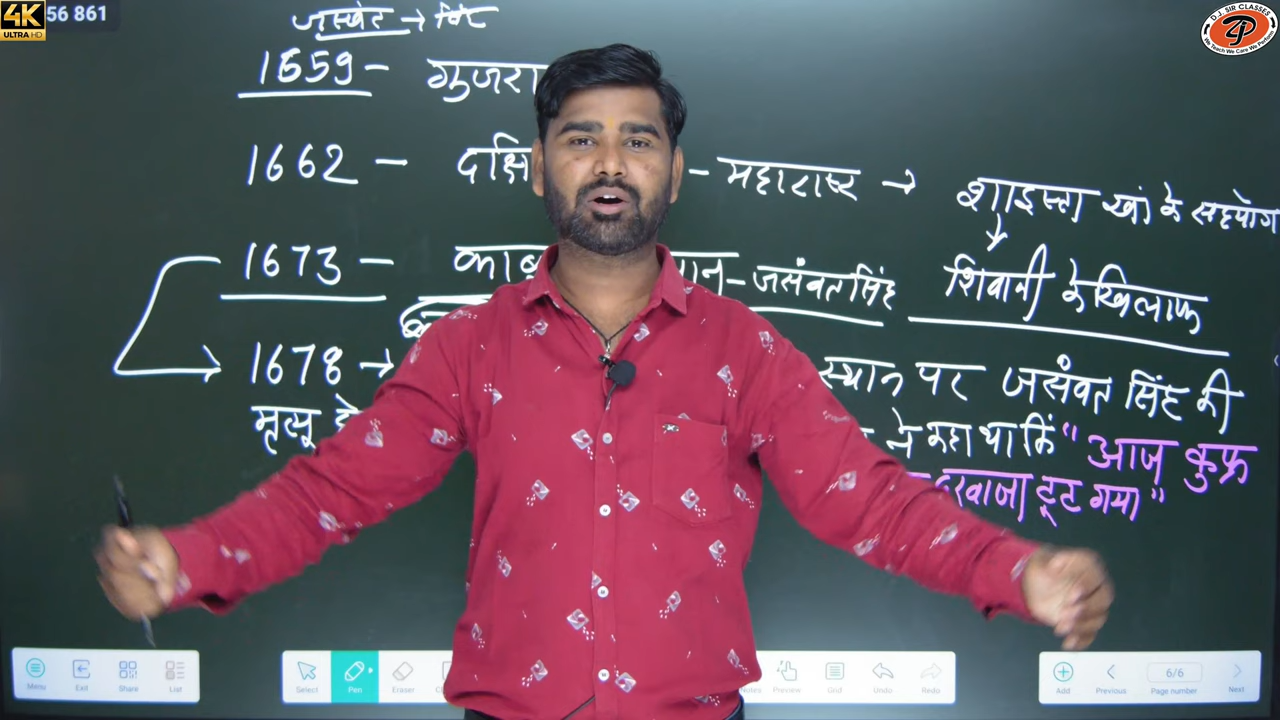 4K
ULTRA HD
56 861
D.J. SIR CLASSES
We Teach We Care We Perform
1659 – गुजरा
1662 – दक्षि – महाराष्ट्र → शाइस्ता खां के सहयोग
↓
1673 – काबु – जसंवत सिंह शिवाजी के खिलाफ
1678 → स्थान पर जसंवत सिंह की
मृत्यु ने कहा था कि "आज कुफ्र
दरवाजा टूट गया"
Menu Exit Share List Select Pen Eraser Preview Grid Undo Redo Add Previous Page number Next
6/6